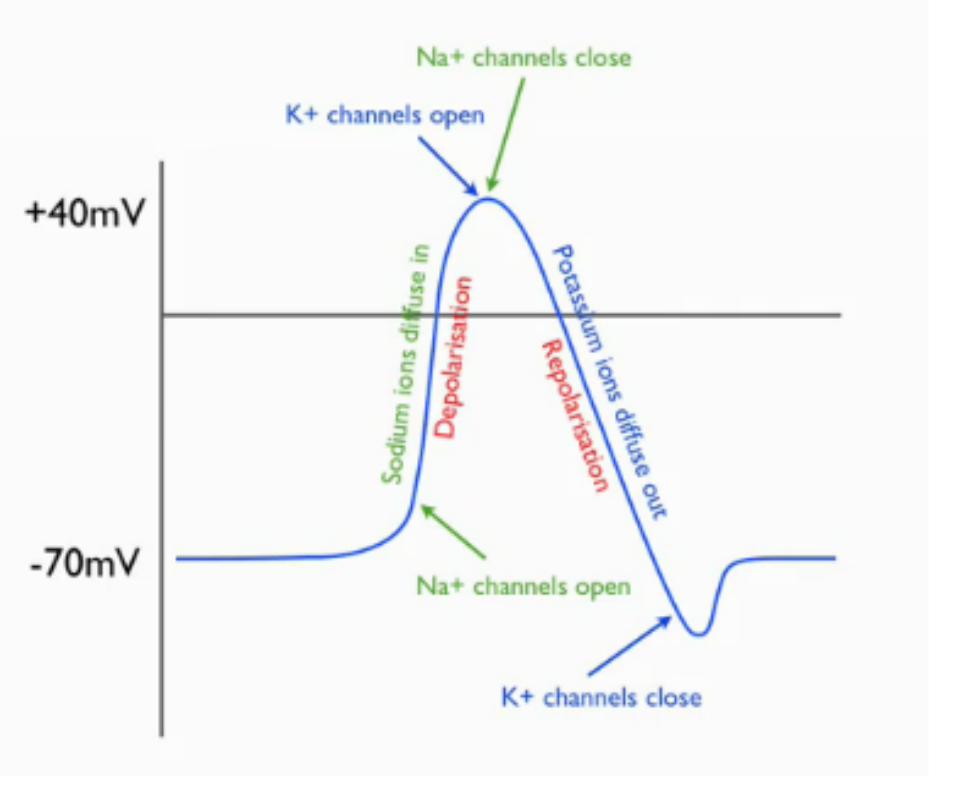 Na+ channels close
K+ channels open
+40mV
Sodium ions diffuse in
Depolarisation
Potassium ions diffuse out
Repolarisation
-70mV
Na+ channels open
K+ channels close